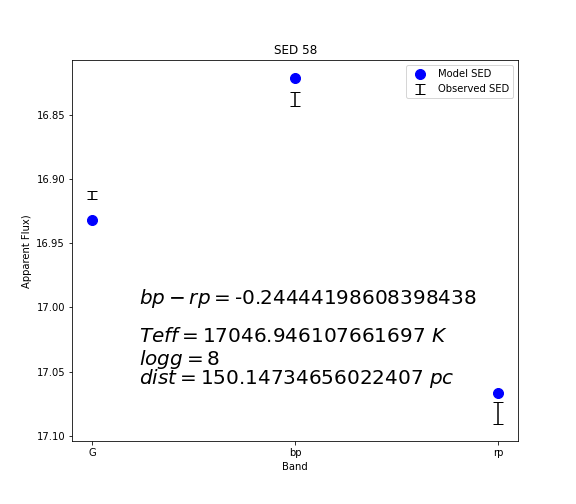 SED 58
Model SED
Observed SED
16.85
16.90
16.95
17.00
17.05
17.10
Apparent Flux)
bp − rp = -0.24444198608398438
Teff = 17046.946107661697 K
logg = 8
dist = 150.14734656022407 pc
G bp rp
Band